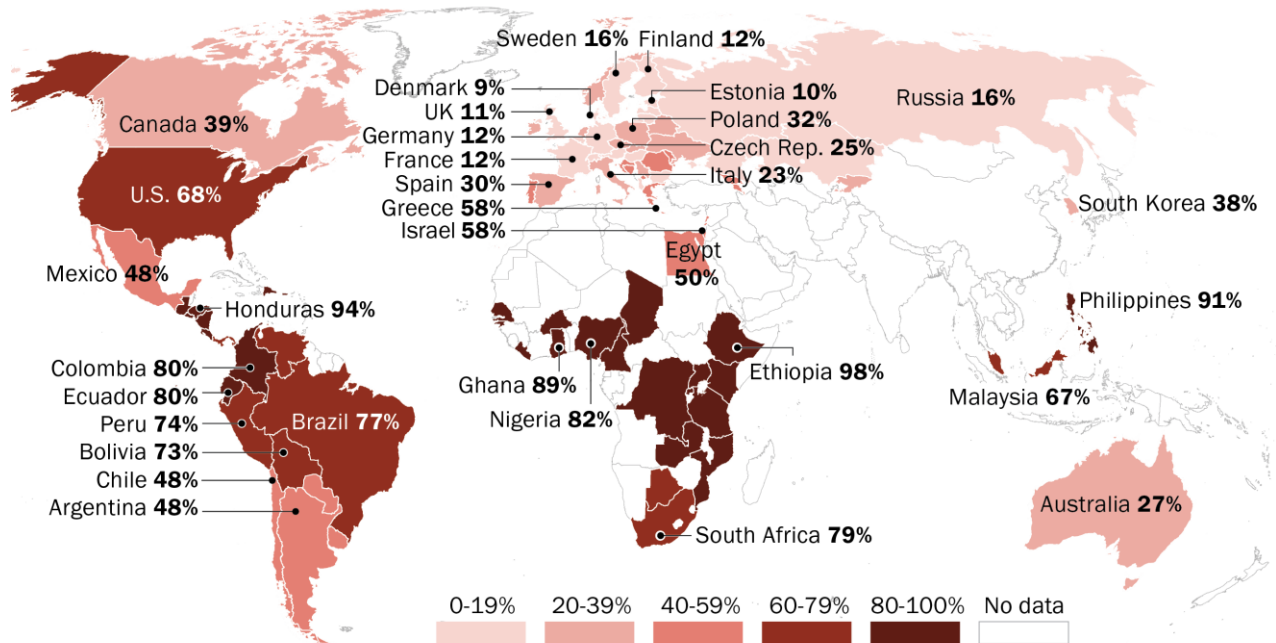 Sweden 16%
Finland 12%
Denmark 9%
UK 11%
Germany 12%
France 12%
Spain 30%
Greece 58%
Israel 58%
Estonia 10%
Poland 32%
Czech Rep. 25%
Italy 23%
Russia 16%
Canada 39%
U.S. 68%
Mexico 48%
Honduras 94%
Egypt
50%
South Korea 38%
Philippines 91%
Colombia 80%
Ecuador 80%
Peru 74%
Bolivia 73%
Chile 48%
Argentina 48%
Brazil 77%
Ghana 89%
Nigeria 82%
Ethiopia 98%
Malaysia 67%
South Africa 79%
Australia 27%
0-19% 20-39% 40-59% 60-79% 80-100% No data